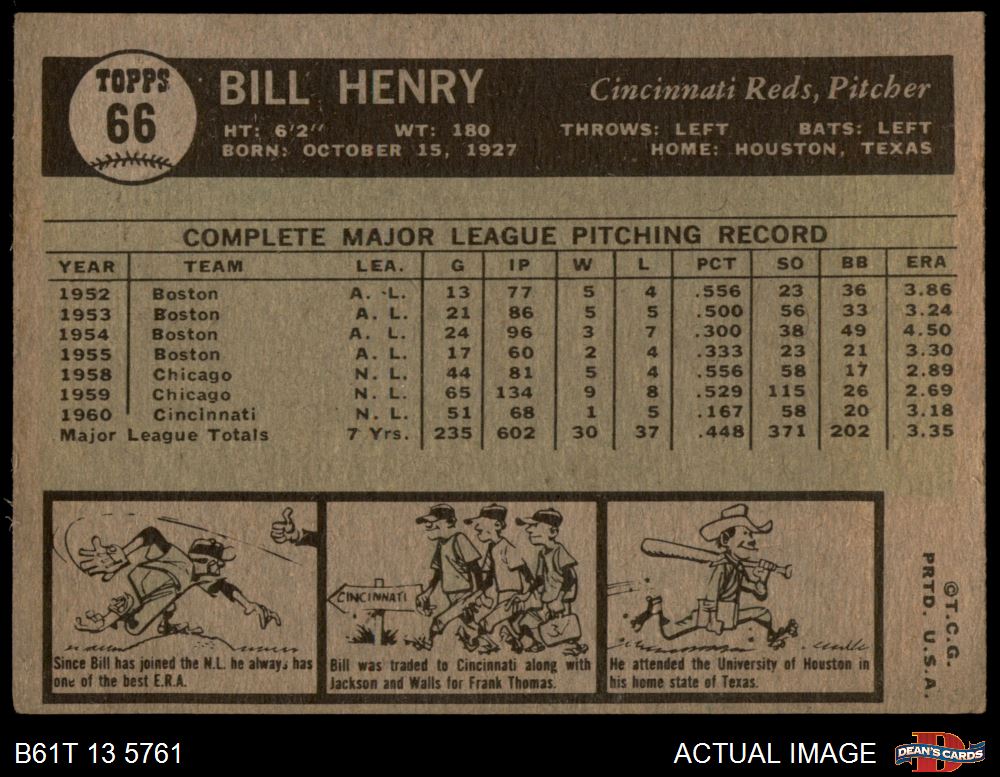 TOPPS
66
BILL HENRY Cincinnati Reds, Pitcher
HT: 6'2" WT: 180 THROWS: LEFT BATS: LEFT
BORN: OCTOBER 15, 1927 HOME: HOUSTON, TEXAS
COMPLETE MAJOR LEAGUE PITCHING RECORD
YEAR TEAM LEA. G IP W L PCT SO BB ERA
1952 Boston A. L. 13 77 5 4 .556 23 36 3.86
1953 Boston A. L. 21 86 5 5 .500 56 33 3.24
1954 Boston A. L. 24 96 3 7 .300 38 49 4.50
1955 Boston A. L. 17 60 2 4 .333 23 21 3.30
1958 Chicago N. L. 44 81 5 4 .556 58 17 2.89
1959 Chicago N. L. 65 134 9 8 .529 115 26 2.69
1960 Cincinnati N. L. 51 68 1 5 .167 58 20 3.18
Major League Totals 7 Yrs. 235 602 30 37 .448 371 202 3.35
CINCINNATI
Since Bill has joined the N.L. he always has
one of the best E.R.A.
Bill was traded to Cincinnati along with
Jackson and Walls for Frank Thomas.
He attended the University of Houston in
his home state of Texas.
©T.C.G.
PRTD. U.S.A.
B61T 13 5761 ACTUAL IMAGE
DEAN'S CARDS